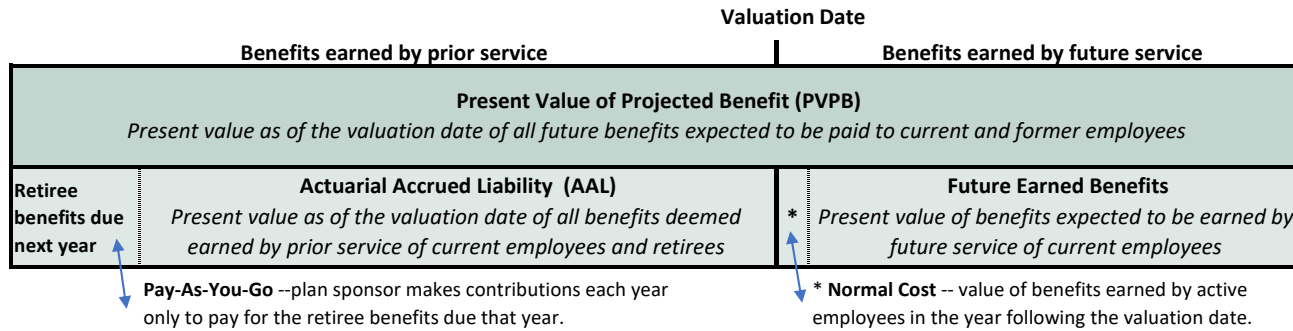 Valuation Date
Benefits earned by prior service
Benefits earned by future service
Present Value of Projected Benefit (PVPB)
Present value as of the valuation date of all future benefits expected to be paid to current and former employees
Retiree
benefits due
next year
Actuarial Accrued Liability (AAL)
Present value as of the valuation date of all benefits deemed
earned by prior service of current employees and retirees
*
Future Earned Benefits
Present value of benefits expected to be earned by
future service of current employees
Pay-As-You-Go --plan sponsor makes contributions each year
only to pay for the retiree benefits due that year.
* Normal Cost -- value of benefits earned by active
employees in the year following the valuation date.